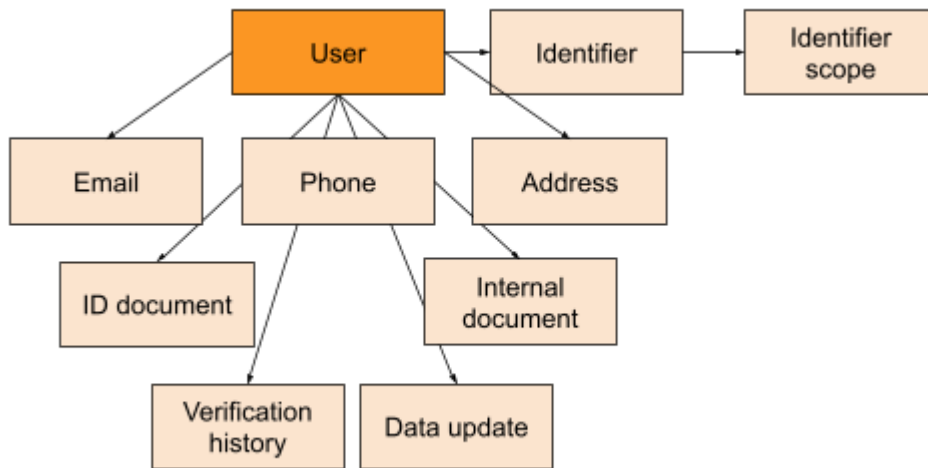 User
Identifier
Identifier
scope
Email
Phone
Address
ID document
Internal
document
Verification
history
Data update